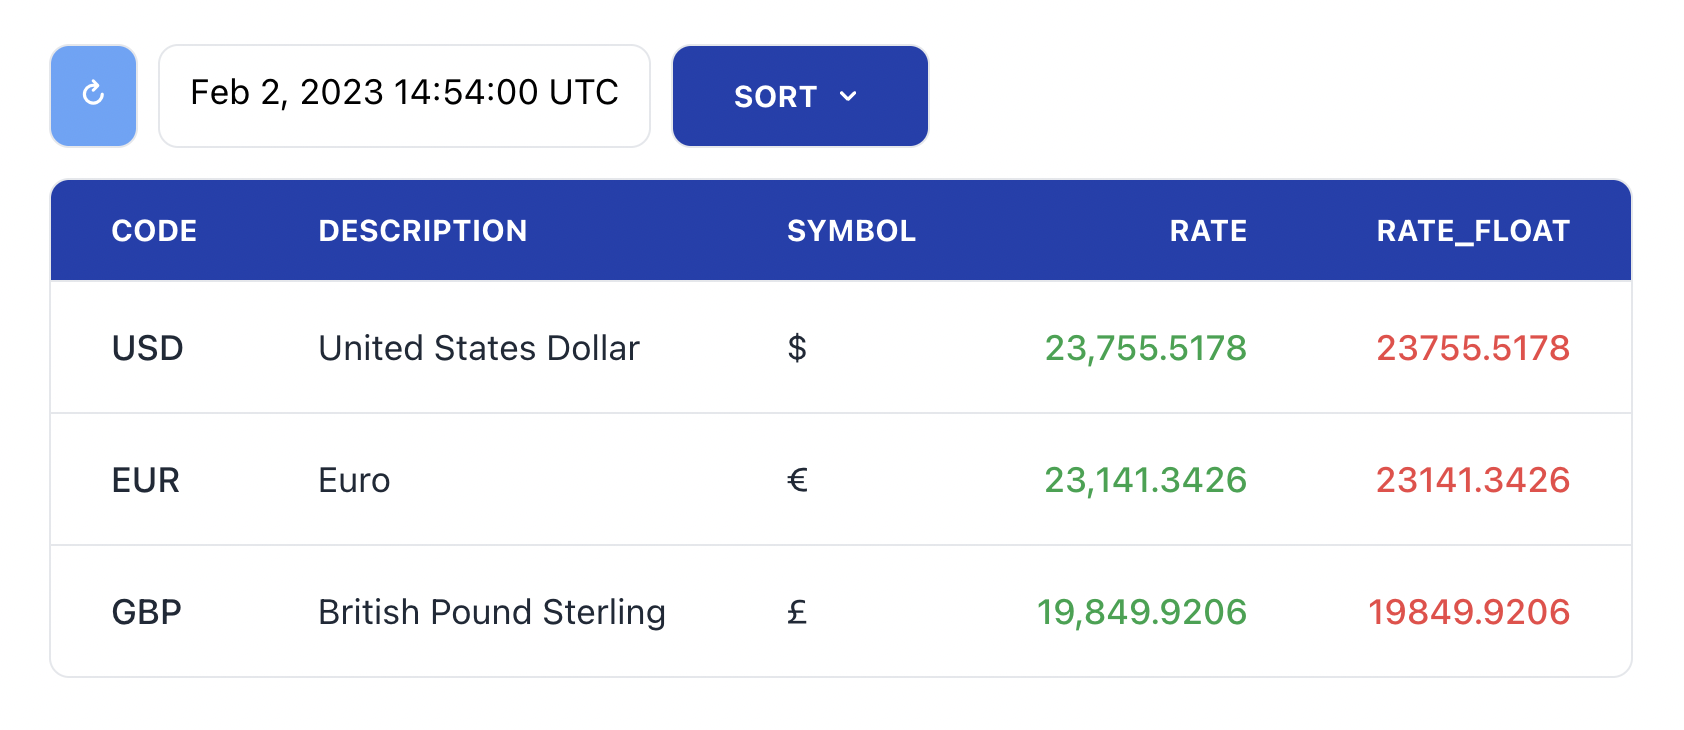 Feb 2, 2023 14:54:00 UTC SORT
CODE DESCRIPTION SYMBOL RATE RATE_FLOAT
USD United States Dollar $ 23,755.5178 23755.5178
EUR Euro € 23,141.3426 23141.3426
GBP British Pound Sterling £ 19,849.9206 19849.9206